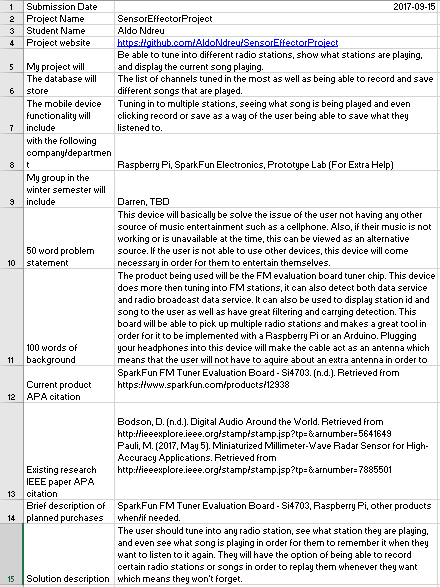 1 Submission Date 2017-09-15
2 Project Name SensorEffectorProject
3 Student Name Aldo Ndreu
4 Project website https://github.com/AldoNdreu/SensorEffectorProject
Be able to tune into different radio stations, show what stations are playing,
5 My project will and display the current song playing.
The database will The list of channels tuned in the most as well as being able to record and save
6 store different songs that are played.
The mobile device
functionality will Tuning in to multiple stations, seeing what song is being played and even
clicking record or save as a way of the user being able to save what they
7 include listened to.
with the following
company/departmen
8 t Raspberry Pi, SparkFun Electronics, Prototype Lab (For Extra Help)
My group in the
winter semester will
9 include Darren, TBD
This device will basically be solve the issue of the user not having any other
source of music entertainment such as a cellphone. Also, if their music is not
working or is unavailable at the time, this can be viewed as an alternative
source. If the user is not able to use other devices, this device will come
50 word problem
10 statement necessary in order for them to entertain themselves.
The product being used will be the FM evaluation board tuner chip. This device
does more then tuning into FM stations, it can also detect both data service
and radio broadcast data service. It can also be used to display station id and
song to the user as well as have great filtering and carrying detection. This
board will be able to pick up multiple radio stations and makes a great tool in
order for it to be implemented with a Raspberry Pi or an Arduino. Plugging
100 words of your headphones into this device will make the cable act as an antenna which
11 background means that the user will not have to aquire about an extra antenna in order to
SparkFun FM Tuner Evaluation Board - Si4703. (n.d.). Retrieved from
Current product https://www.sparkfun.com/products/12938
12 APA citation
Bodson, D. (n.d.). Digital Audio Around the World. Retrieved from
http://ieeexplore.ieee.org/stamp/stamp.jsp?tp=&arnumber=5641649
Pauli, M. (2017, May 5). Miniaturized Millimeter-Wave Radar Sensor for High-
Existing research Accuracy Applications. Retrieved from
IEEE paper APA http://ieeexplore.ieee.org/stamp/stamp.jsp?tp=&arnumber=7885501
13 citation
Brief description of SparkFun FM Tuner Evaluation Board - Si4703, Raspberry Pi, other products
14 planned purchases when/if needed.
The user should tune into any radio station, see what station they are playing,
and even see what song is playing in order for them to remember it when they
want to listen to it again. They will have the option of being able to record
certain radio stations or songs in order to replay them whenever they want
15 Solution description which means they won't forget.